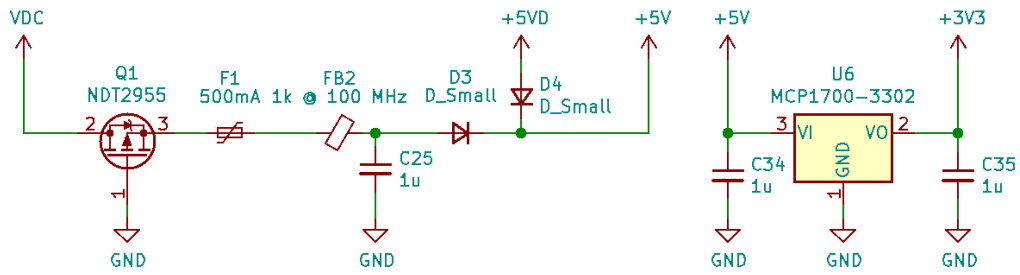 VDC
+5VD
+5V
+5V
+3V3
Q1
NDT2955
F1
500mA
FB2
1k @ 100 MHz
D3
D_Small
D4
D_Small
U6
MCP1700-3302
2
3
1
C25
1u
3
VI
VO
2
GND
1
C34
1u
C35
1u
GND
GND
GND
GND
GND